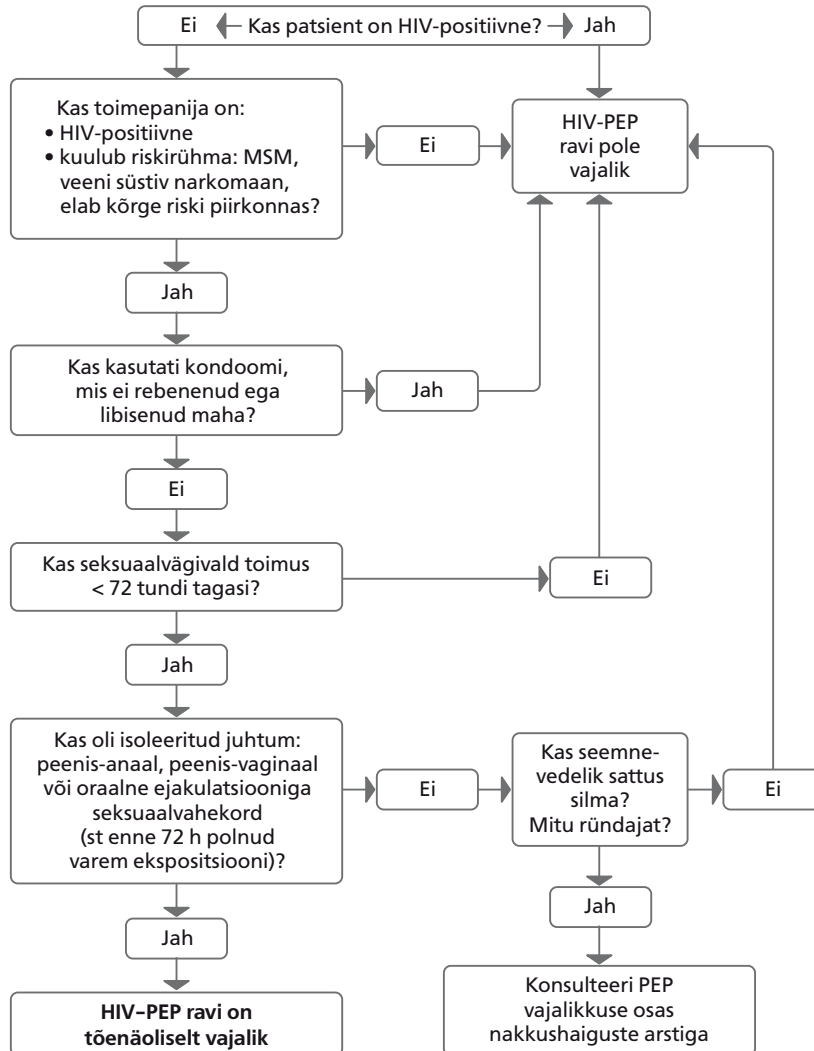 Ei Kas patsient on HIV-positiivne? Jah
Kas toimepanija on:
• HIV-positiivne
• kuulub riskirühma: MSM,
veeni süstiv narkomaan,
elab kõrge riski piirkonnas?
Ei
HIV-PEP
ravi pole
vajalik
Jah
Kas kasutati kondoomi,
mis ei rebenenud ega
libisenud maha?
Jah
Ei
Kas seksuaalvägivald toimus
< 72 tundi tagasi?
Ei
Jah
Kas oli isoleeritud juhtum:
peenis-anaal, peenis-vaginaal
või oraalne ejakulatsiooniga
seksuaalvahekord
(st enne 72 h polnud
varem ekspositsiooni)?
Ei
Kas seemne-
vedelik sattus
silma?
Mitu ründajat?
Ei
Jah
Jah
HIV–PEP ravi on
tõenäoliselt vajalik
Konsulteeri PEP
vajalikkuse osas
nakkushaiguste arstiga